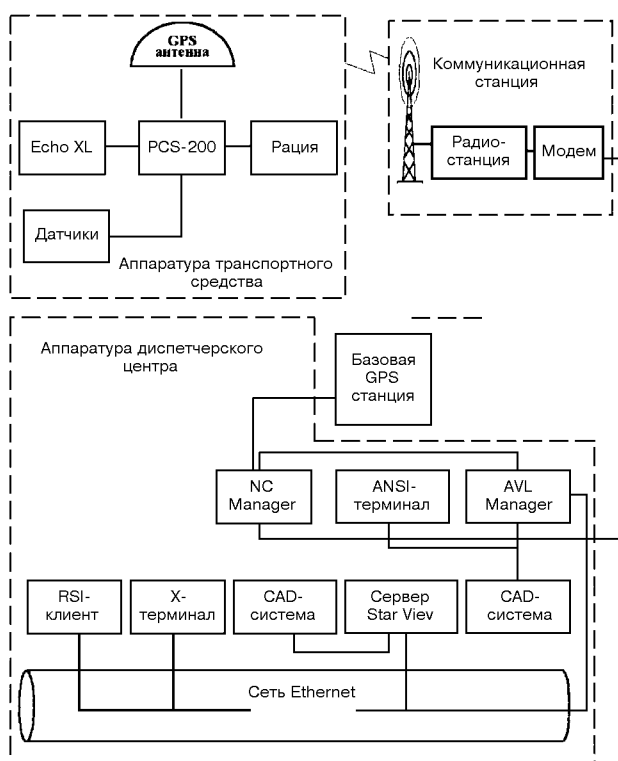 GPS
антенна
Echo XL
PCS-200
Рация
Датчики
Аппаратура транспортного
средства
Коммуникационная
станция
Радио-
станция
Модем
Аппаратура диспетчерского
центра
Базовая
GPS
станция
NC
Manager
ANSI-
терминал
AVL
Manager
RSI-
клиент
X-
терминал
CAD-
система
Сервер
Star Viev
CAD-
система
Сеть Ethernet